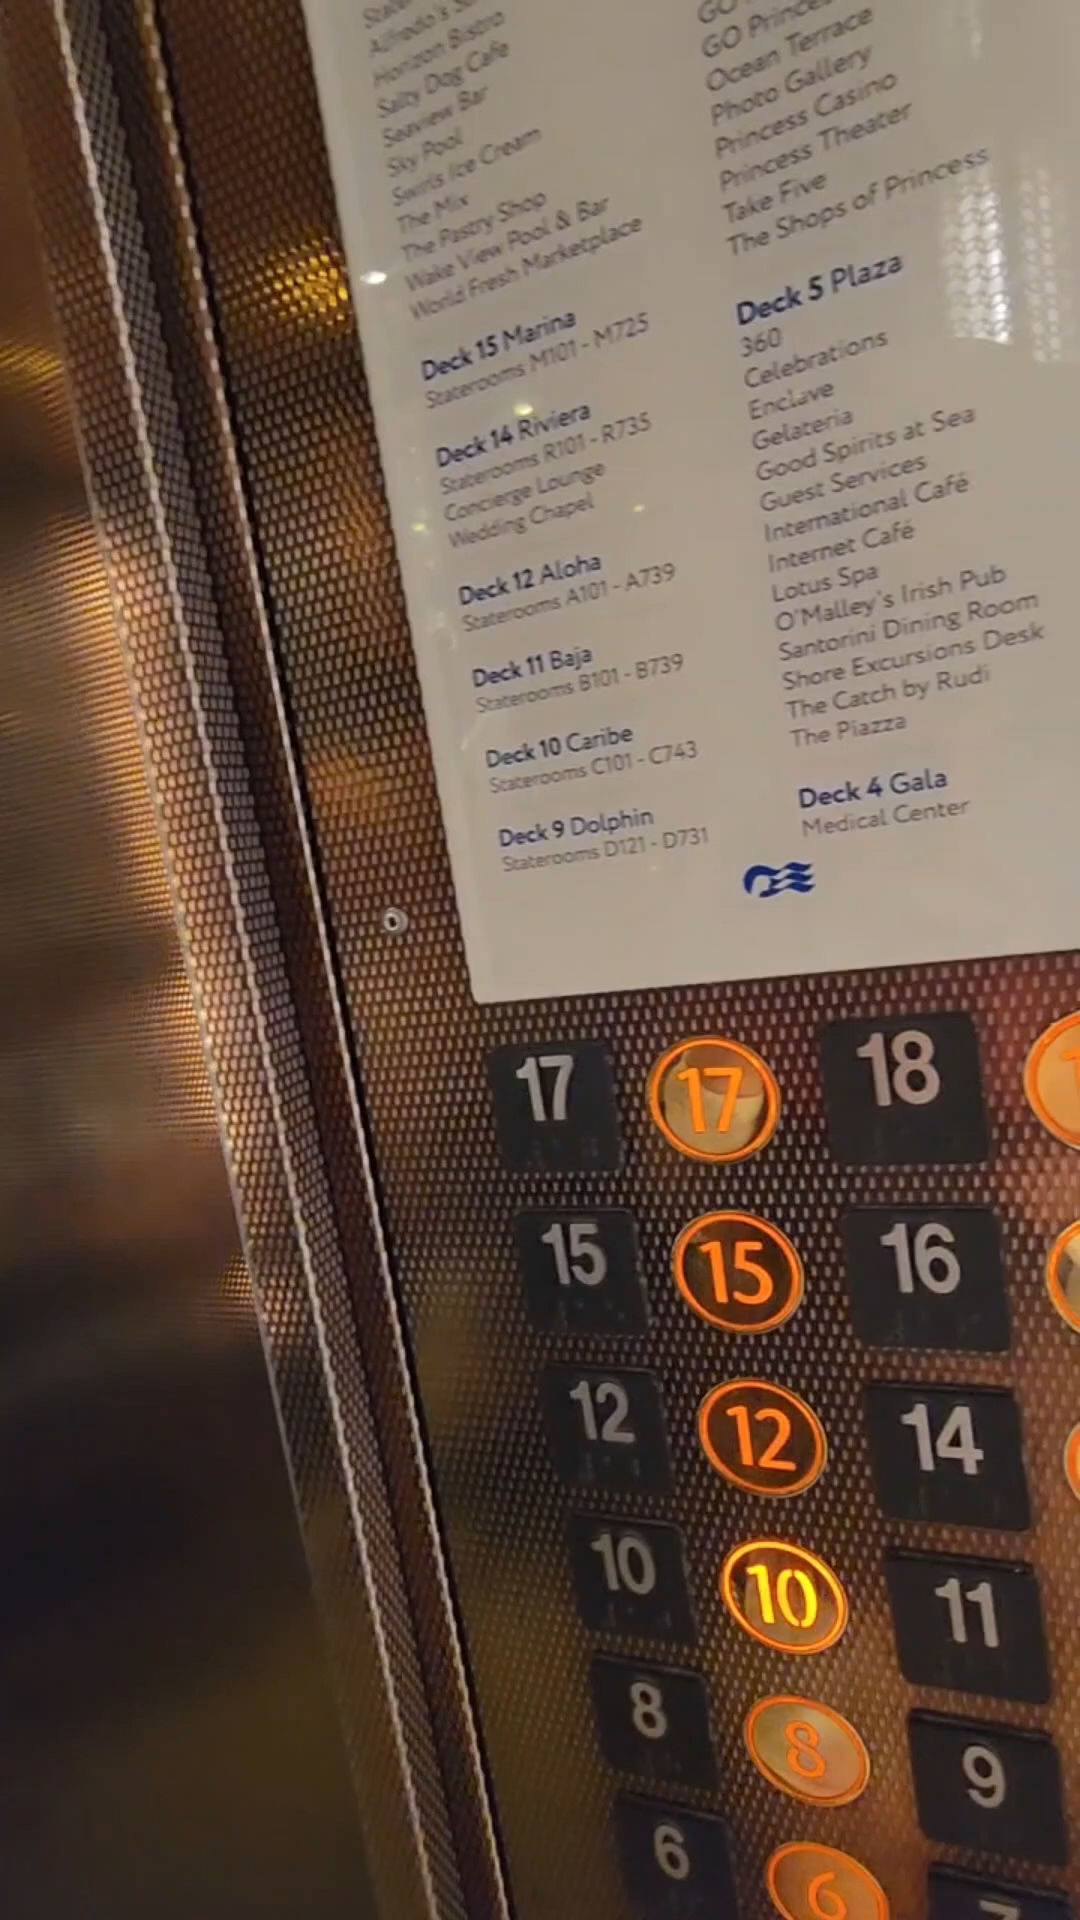 Alfredo's
Horizon Bistro
Salty Dog Cafe
Seaview Bar
Sky Pool
Swirls Ice Cream
The Mix
The Pastry Shop
Wake View Pool & Bar
World Fresh Marketplace
Deck 15 Marina
Staterooms M101 - M725
Deck 14 Riviera
Staterooms R101 - R735
Concierge Lounge
Wedding Chapel
Deck 12 Aloha
Staterooms A101 - A739
Deck 11 Baja
Staterooms B101 - B739
Deck 10 Caribe
Staterooms C101 - C743
Deck 9 Dolphin
Staterooms D121 - D731
GO
GO Princess
Ocean Terrace
Photo Gallery
Princess Casino
Princess Theater
Take Five
The Shops of Princess
Deck 5 Plaza
360
Celebrations
Enclave
Gelateria
Good Spirits at Sea
Guest Services
International Café
Internet Café
Lotus Spa
O'Malley's Irish Pub
Santorini Dining Room
Shore Excursions Desk
The Catch by Rudi
The Piazza
Deck 4 Gala
Medical Center
17 17 18
15 15 16
12 12 14
10 10 11
8 8 9
6 6 7